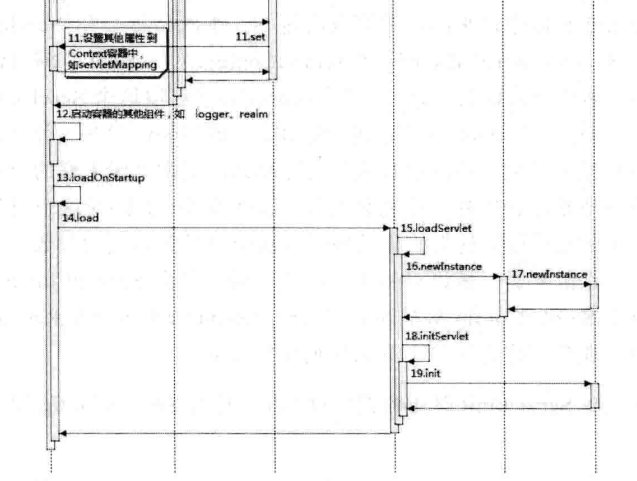 11.设置其他属性到
Context容器中，
如servletMapping
11.set
12.启动容器的其他组件，如 logger、realm
13.loadOnStartup
14.load
15.loadServlet
16.newInstance
17.newInstance
18.initServlet
19.init